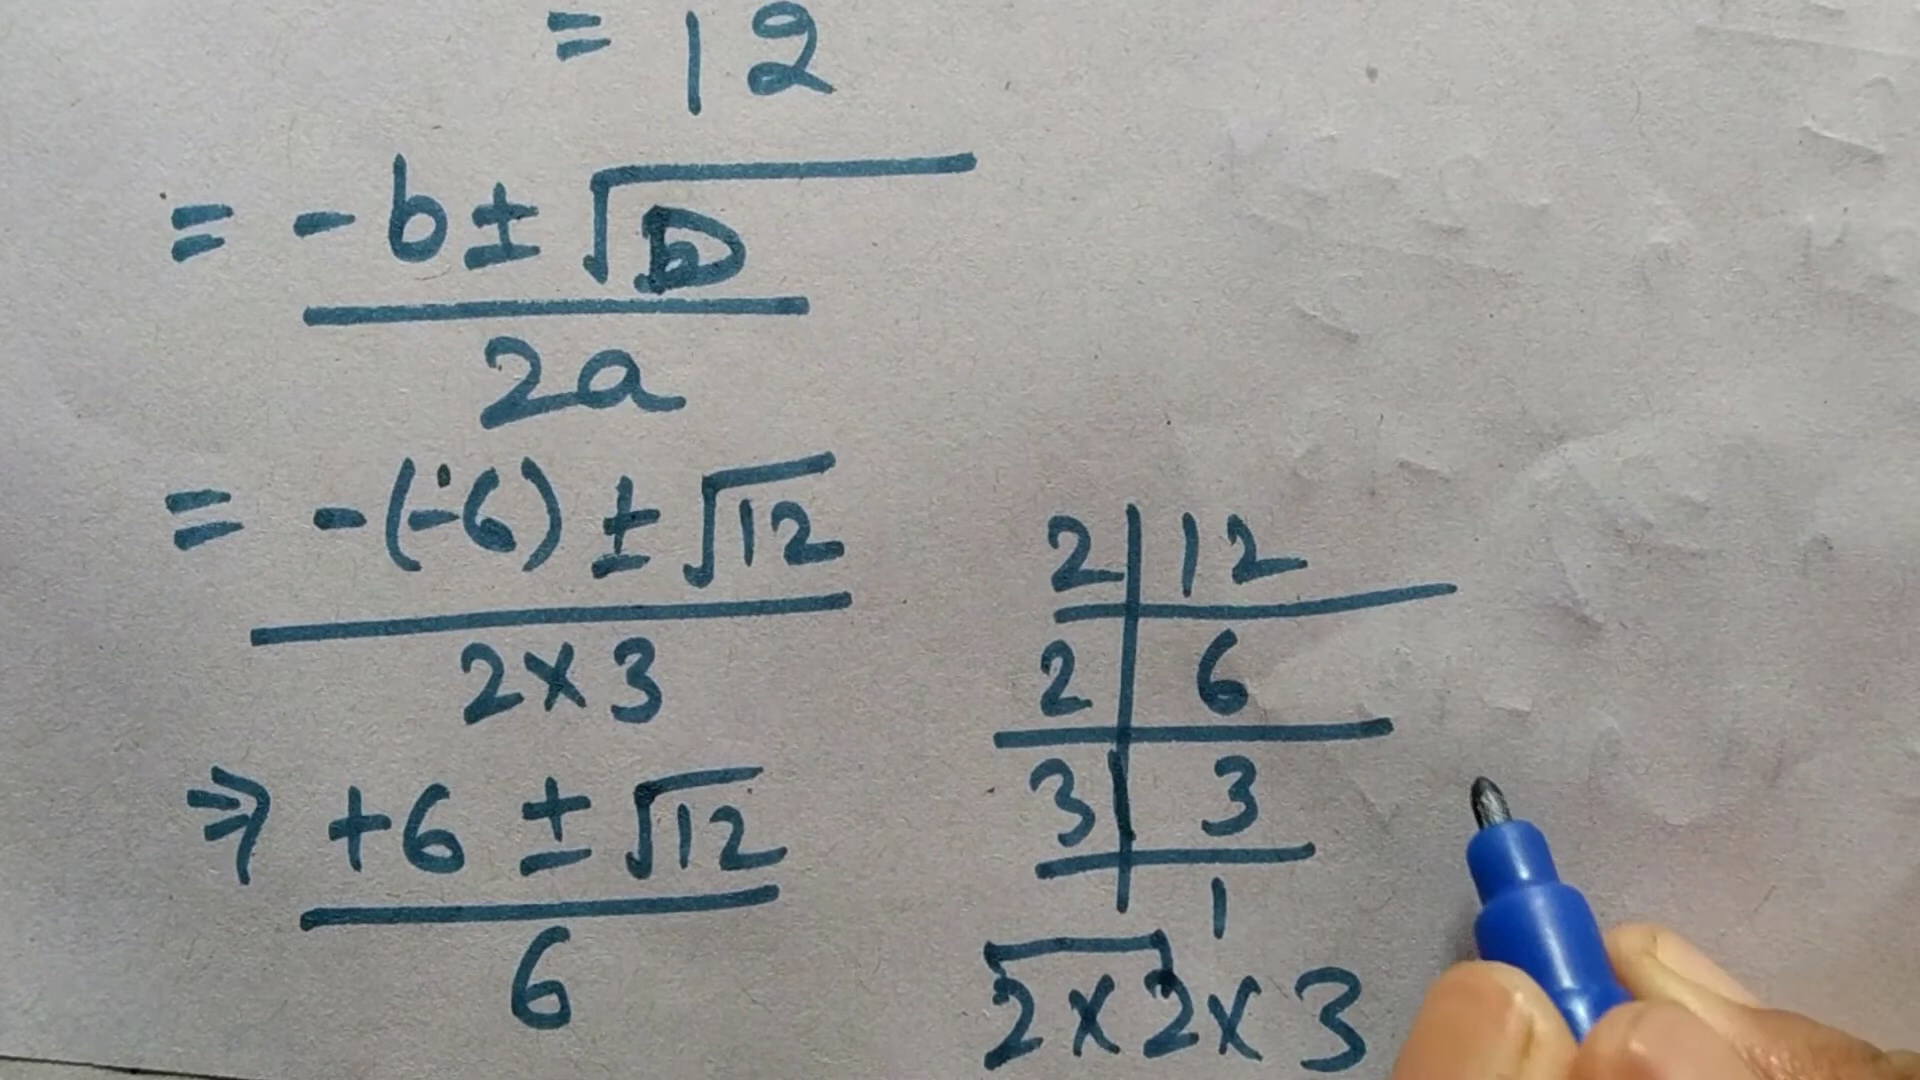 = 12
= -b ± √D
2a
= -(-6) ± √12
2 × 3
⇒ +6 ± √12
6
2 | 12
2 | 6
3 | 3
1
2 × 2 × 3